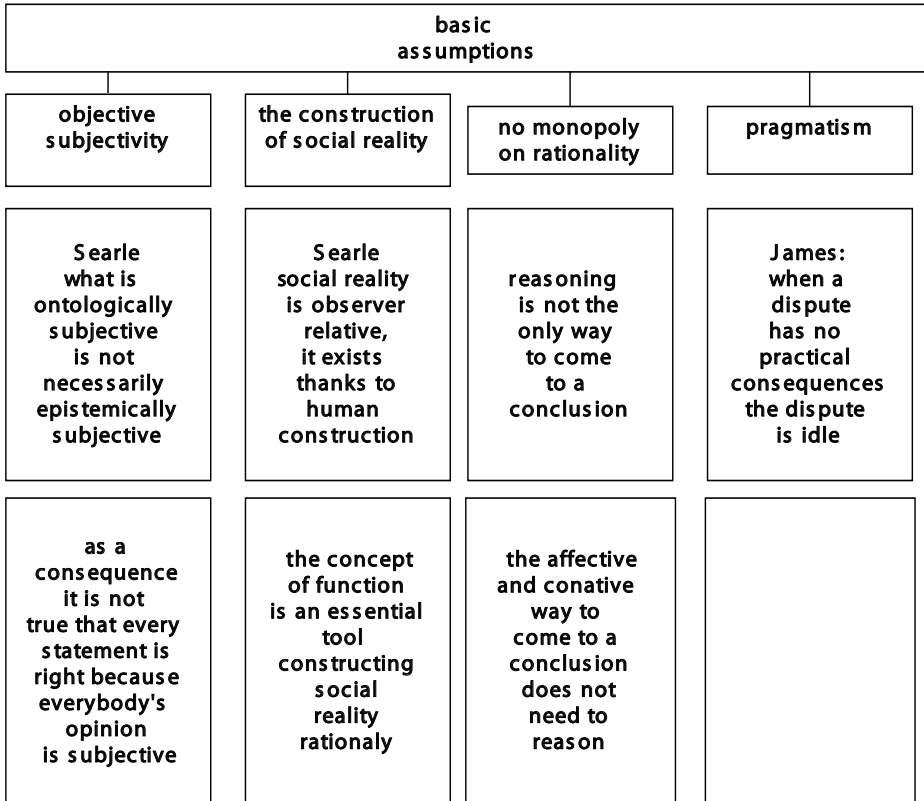 basic
assumptions
objective
subjectivity
the construction
of social reality
no monopoly
on rationality
pragmatism
Searle
what is
ontologically
subjective
is not
necessarily
epistemically
subjective
Searle
social reality
is observer
relative,
it exists
thanks to
human
construction
reasoning
is not the
only way
to come
to a
conclusion
James:
when a
dispute
has no
practical
consequences
the dispute
is idle
as a
consequence
it is not
true that every
statement is
right because
everybody's
opinion
is subjective
the concept
of function
is an essential
tool
constructing
social
reality
rationaly
the affective
and conative
way to
come to a
conclusion
does not
need to
reason